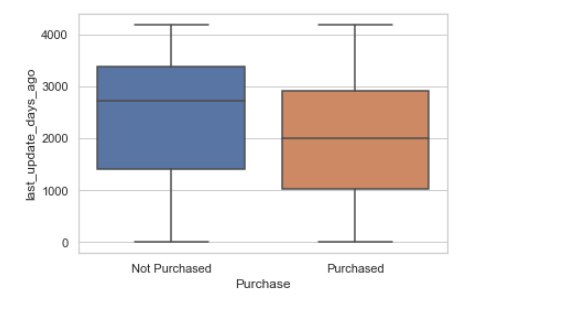 last_update_days_ago
4000
3000
2000
1000
0
Not Purchased
Purchased
Purchase